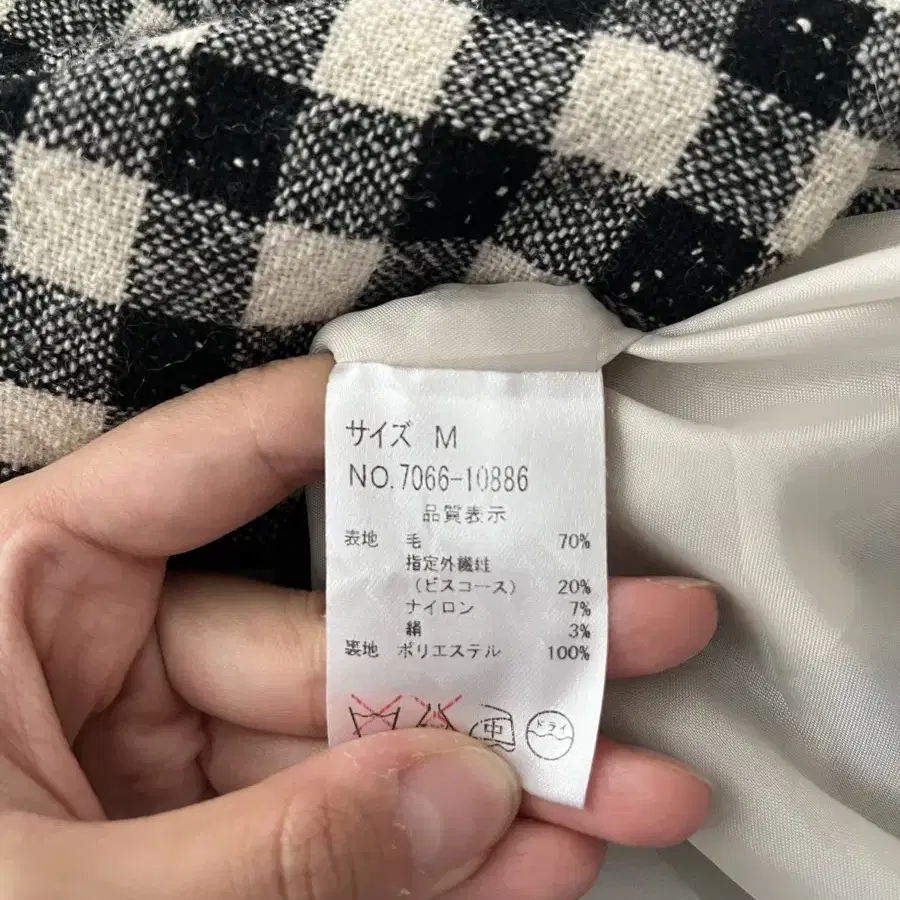 サイズ M
NO.7066-10886
品質表示
表地 毛 70%
指定外繊維
(ビスコース) 20%
ナイロン 7%
絹 3%
裏地 ポリエステル 100%
中 ドライ